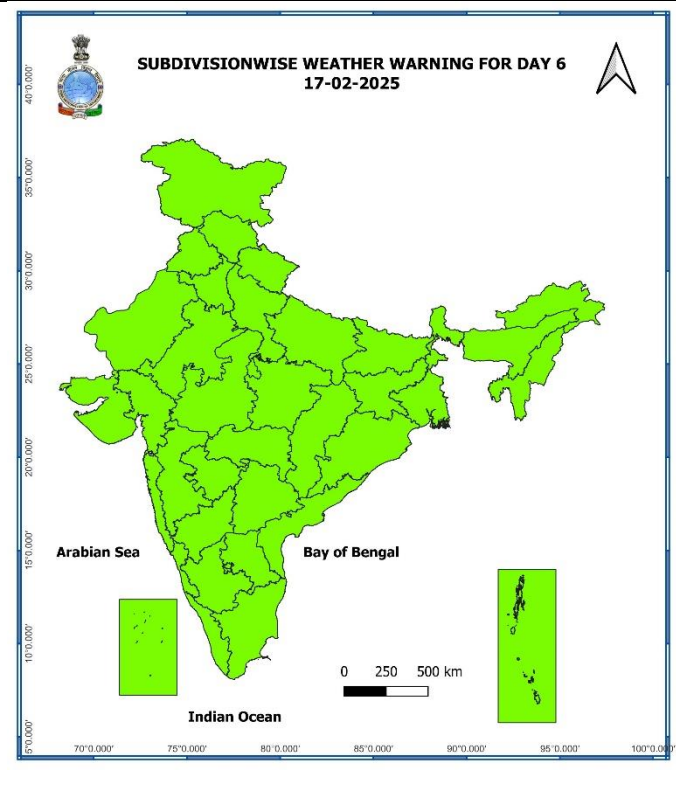 SUBDIVISIONWISE WEATHER WARNING FOR DAY 6
17-02-2025
40°0.000'
35°0.000'
30°0.000'
25°0.000'
20°0.000'
15°0.000'
10°0.000'
5°0.000'
Arabian Sea
Bay of Bengal
0 250 500 km
Indian Ocean
70°0.000' 75°0.000' 80°0.000' 85°0.000' 90°0.000' 95°0.000' 100°0.000'